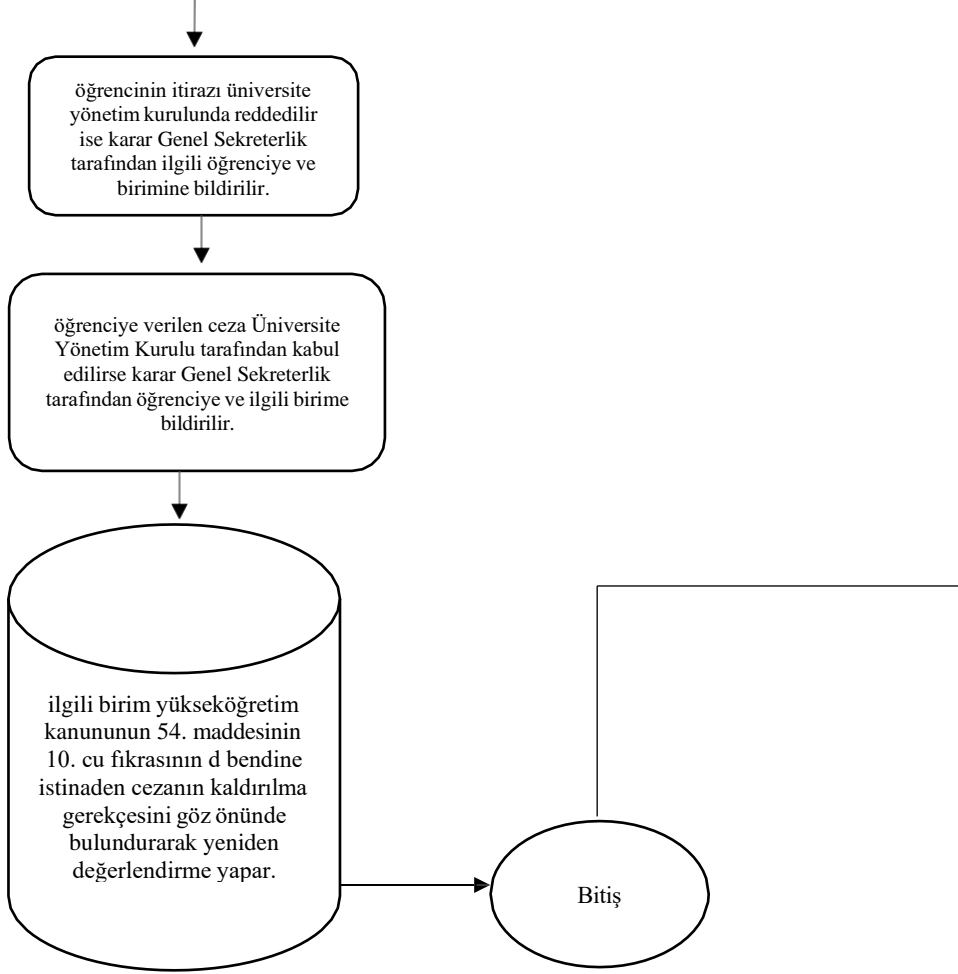 öğrencinin itirazı üniversite
yönetim kurulunda reddedilir
ise karar Genel Sekreterlik
tarafından ilgili öğrenciye ve
birimine bildirilir.
öğrenciye verilen ceza Üniversite
Yönetim Kurulu tarafından kabul
edilirse karar Genel Sekreterlik
tarafından öğrenciye ve ilgili birime
bildirilir.
ilgili birim yükseköğretim
kanununun 54. maddesinin
10. cu fıkrasının d bendine
istinaden cezanın kaldırılma
gerekçesini göz önünde
bulundurarak yeniden
değerlendirme yapar.
Bitiş